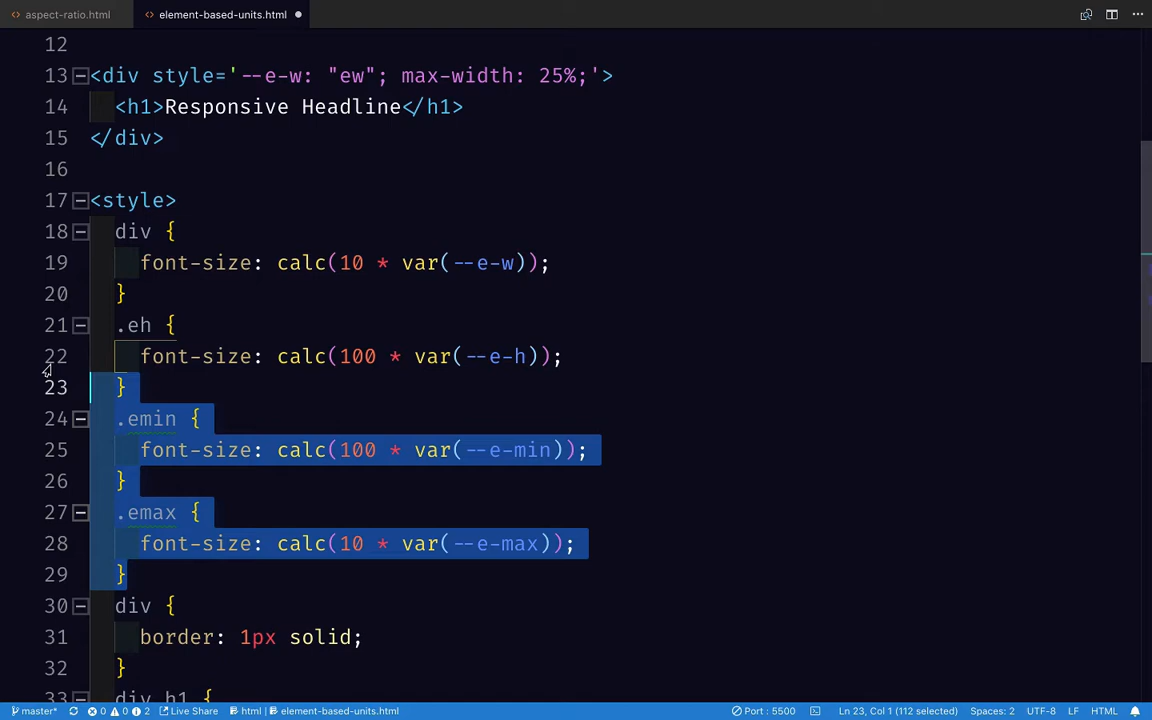 aspect-ratio.html
element-based-units.html
12
13 <div style='--e-w: "ew"; max-width: 25%;'>
14 <h1>Responsive Headline</h1>
15 </div>
16
17 <style>
18 div {
19 font-size: calc(10 * var(--e-w));
20 }
21 .eh {
22 font-size: calc(100 * var(--e-h));
23 }
24 .emin {
25 font-size: calc(100 * var(--e-min));
26 }
27 .emax {
28 font-size: calc(10 * var(--e-max));
29 }
30 div {
31 border: 1px solid;
32 }
33 div h1 {
master* 0 0 2 Live Share html element-based-units.html Port : 5500 Ln 23, Col 1 (112 selected) Spaces: 2 UTF-8 LF HTML